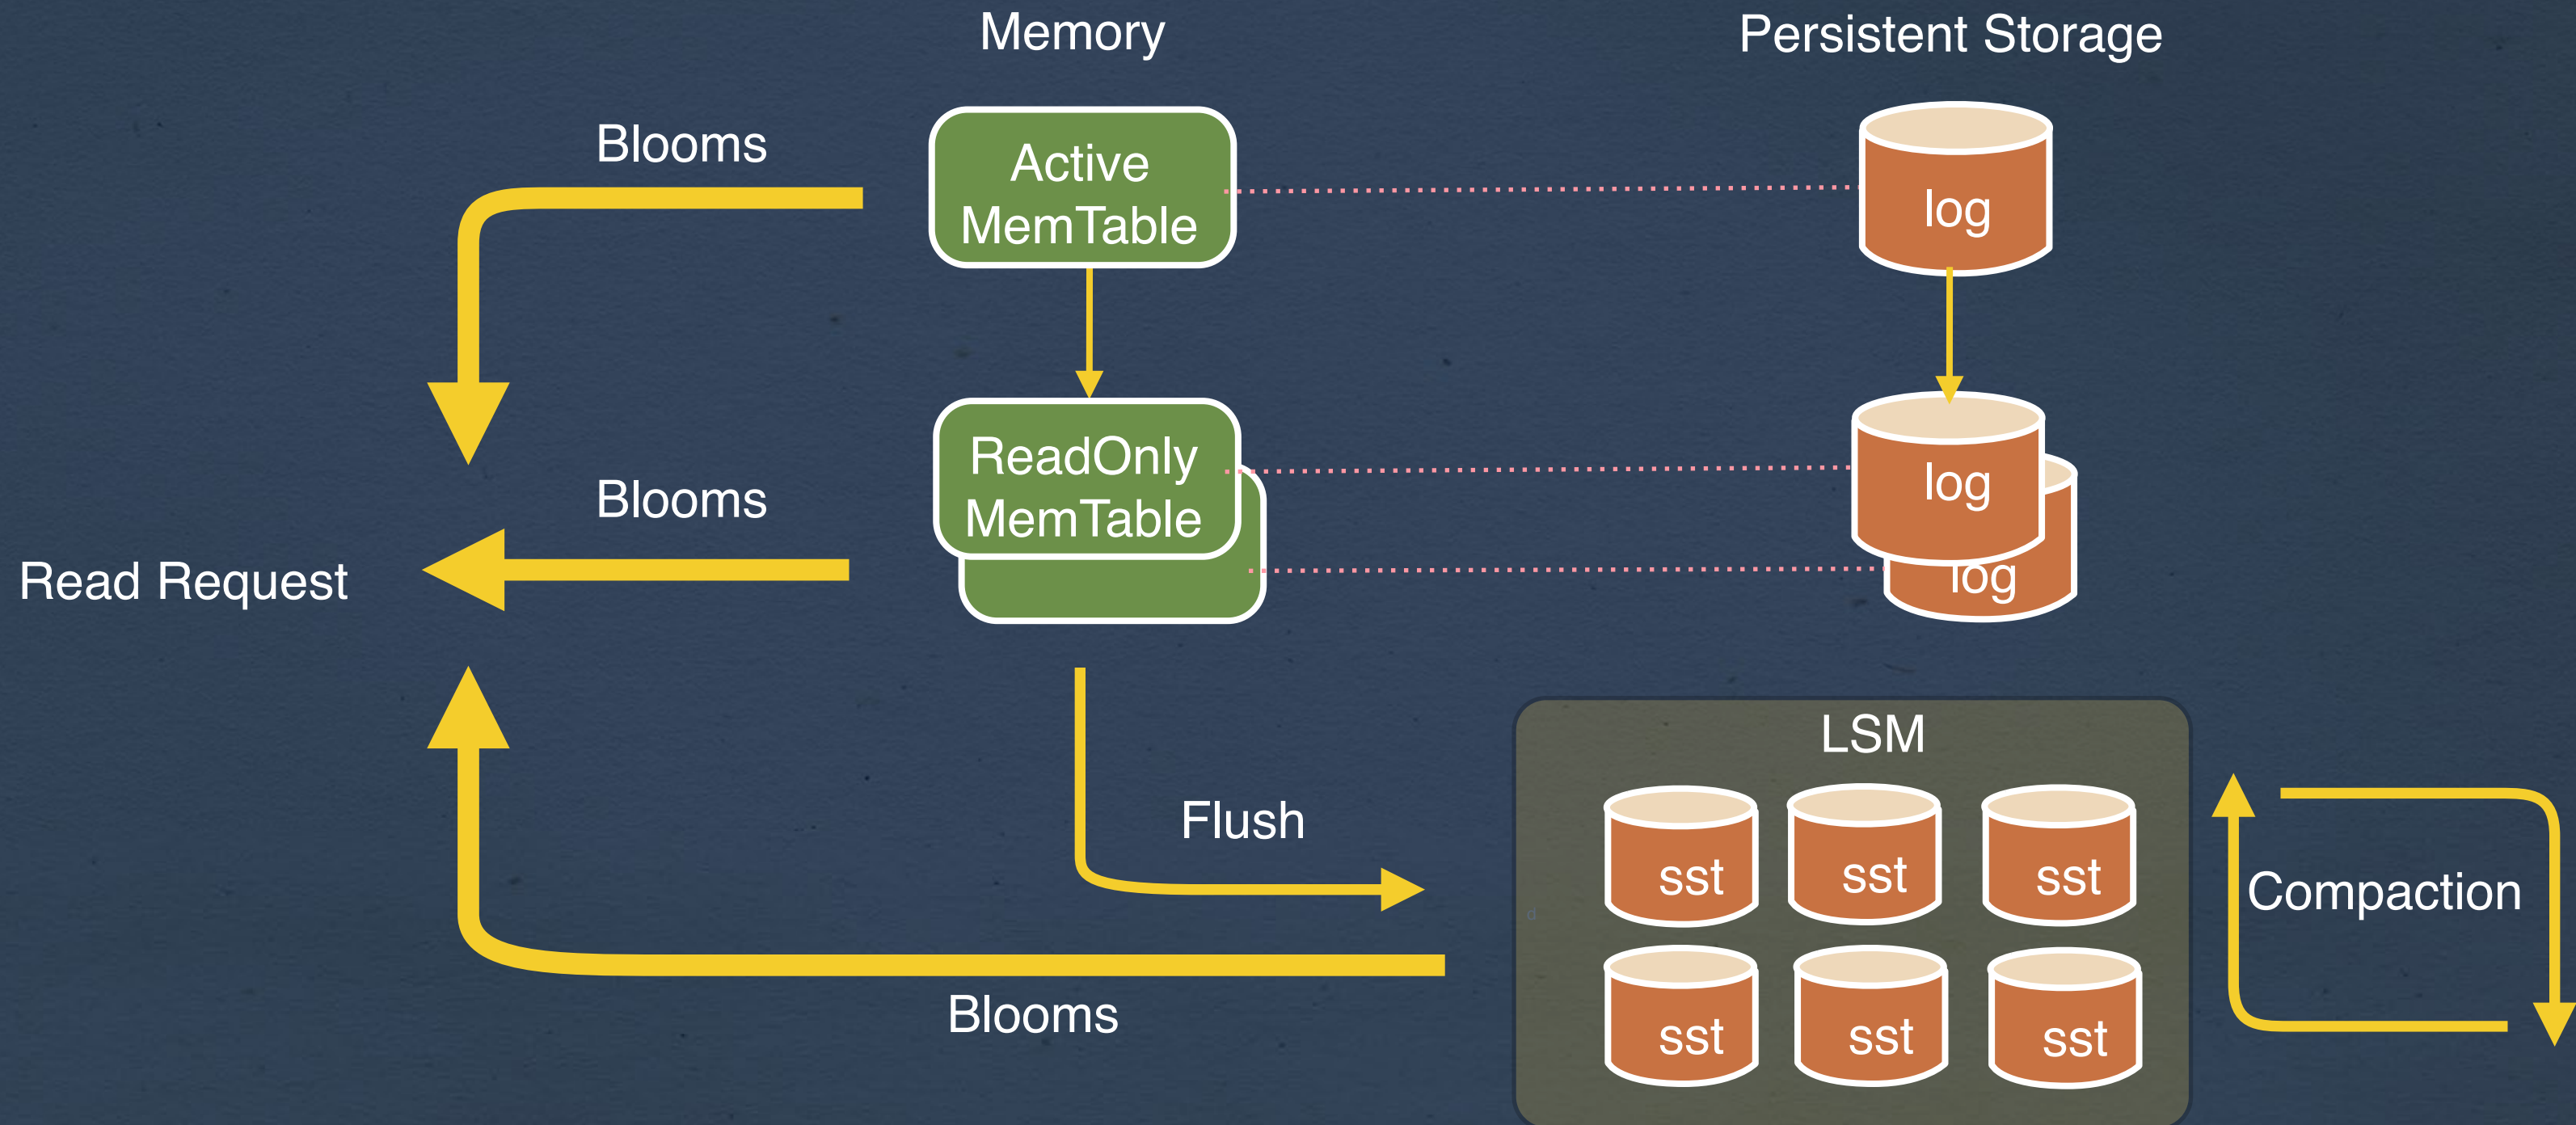 Memory
Persistent Storage
Blooms
Active
MemTable
log
Blooms
ReadOnly
MemTable
log
log
Read Request
LSM
Flush
sst
sst
sst
Compaction
d
Blooms
sst
sst
sst